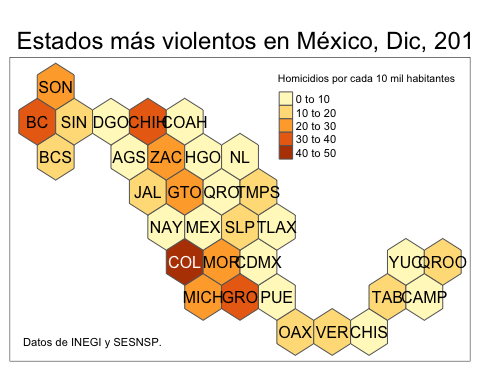 Estados más violentos en México, Dic, 201
Homicidios por cada 10 mil habitantes
0 to 10
10 to 20
20 to 30
30 to 40
40 to 50
SON
BC SIN DGO CHIH COAH
BCS AGS ZAC HGO NL
JAL GTO QRO TMPS
NAY MEX SLP TLAX
COL MOR CDMX YUC QROO
MICH GRO PUE TAB CAMP
OAX VER CHIS
Datos de INEGI y SESNSP.